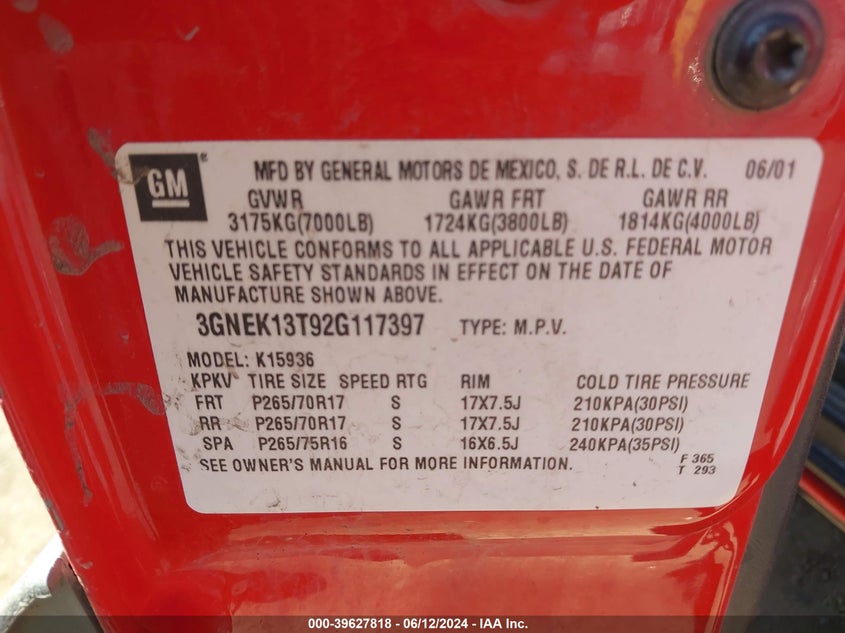 GM ® MFD BY GENERAL MOTORS DE MEXICO, S. DE R.L. DE C.V. 06/01
GVWR GAWR FRT GAWR RR
3175KG(7000LB) 1724KG(3800LB) 1814KG(4000LB)
THIS VEHICLE CONFORMS TO ALL APPLICABLE U.S. FEDERAL MOTOR
VEHICLE SAFETY STANDARDS IN EFFECT ON THE DATE OF
MANUFACTURE SHOWN ABOVE.
3GNEK13T92G117397 TYPE: M.P.V.
MODEL: K15936
KPKV TIRE SIZE SPEED RTG RIM COLD TIRE PRESSURE
FRT P265/70R17 S 17X7.5J 210KPA(30PSI)
RR P265/70R17 S 17X7.5J 210KPA(30PSI)
SPA P265/75R16 S 16X6.5J 240KPA(35PSI)
SEE OWNER'S MANUAL FOR MORE INFORMATION. F 365
T 293
000-39627818 - 06/12/2024 - IAA Inc.